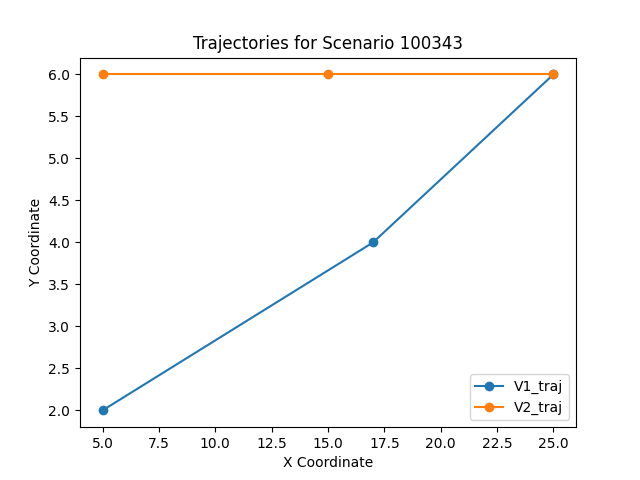 Trajectories for Scenario 100343
Y Coordinate
6.0
5.5
5.0
4.5
4.0
3.5
3.0
2.5
2.0
5.0 7.5 10.0 12.5 15.0 17.5 20.0 22.5 25.0
X Coordinate
V1_traj
V2_traj